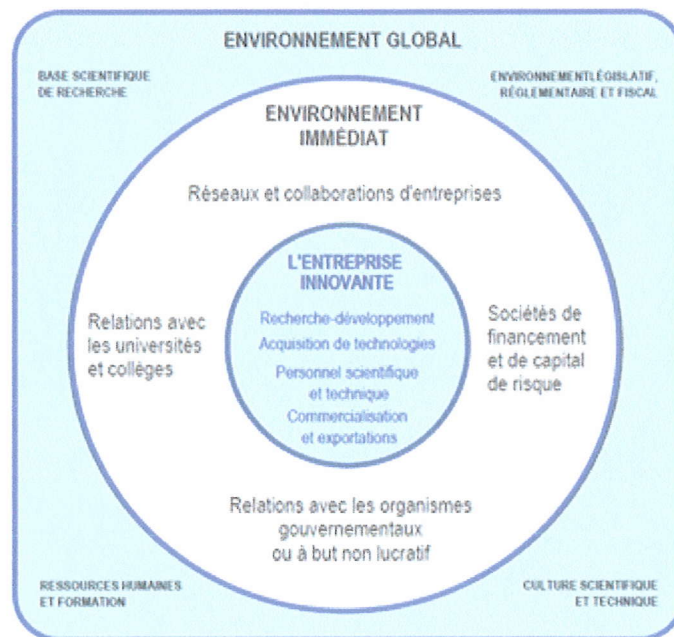 ENVIRONNEMENT GLOBAL
BASE SCIENTIFIQUE
DE RECHERCHE
ENVIRONNEMENTLÉGISLATIF,
RÉGLEMENTAIRE ET FISCAL
ENVIRONNEMENT
IMMÉDIAT
Réseaux et collaborations d'entreprises
L'ENTREPRISE
INNOVANTE
Recherche-développement
Acquisition de technologies
Personnel scientifique
et technique
Commercialisation
et exportations
Relations avec
les universités
et collèges
Sociétés de
financement
et de capital
de risque
Relations avec les organismes
gouvernementaux
ou à but non lucratif
RESSOURCES HUMAINES
ET FORMATION
CULTURE SCIENTIFIQUE
ET TECHNIQUE